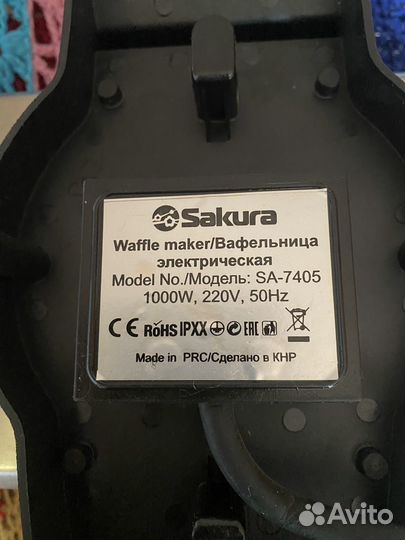 Sakura
Waffle maker/Вафельница
электрическая
Model No./Модель: SA-7405
1000W, 220V, 50Hz
CE RoHS IPXX EAC
Made in PRC/Сделано в КНР
Avito